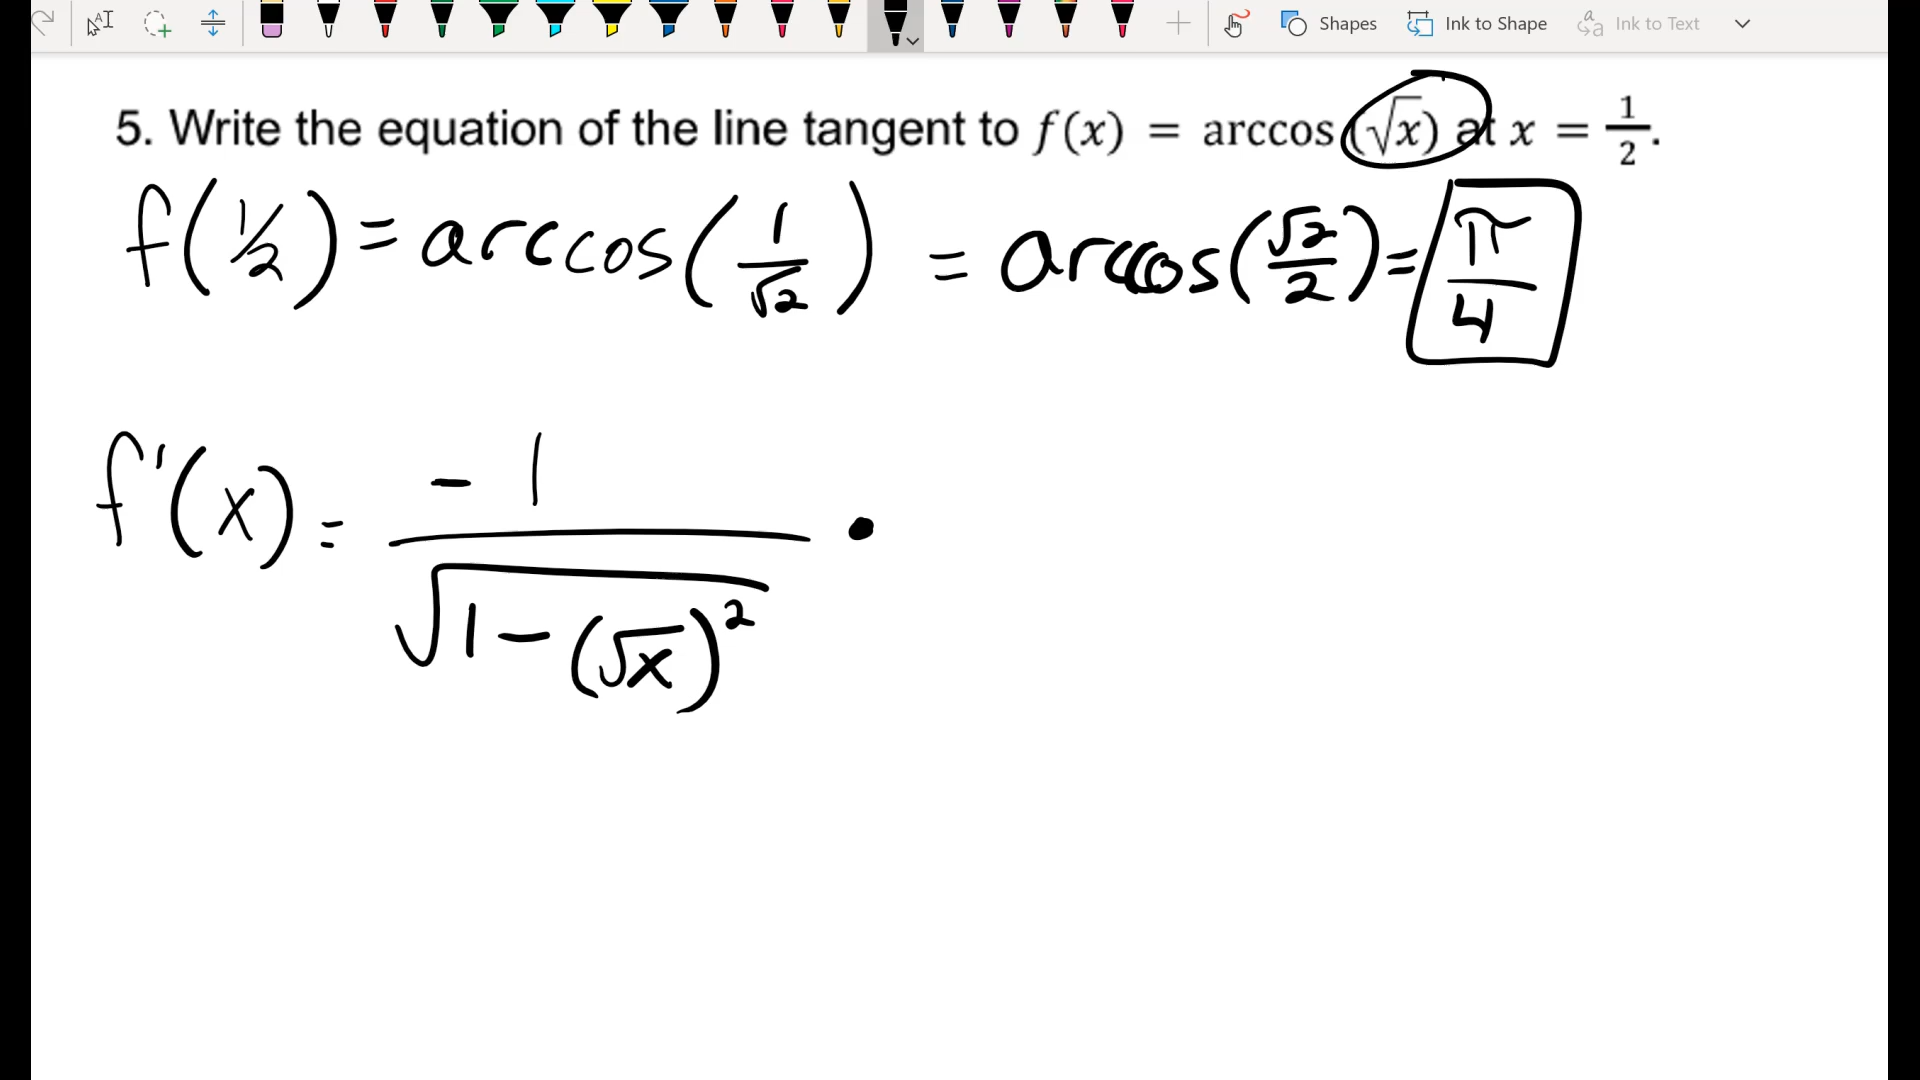 Shapes Ink to Shape Ink to Text
5. Write the equation of the line tangent to f(x) = arccos (√x) at x = 1/2.
f(1/2) = arccos(1/√2) = arccos(√2/2) = π/4
f'(x) = -1/√(1-(√x)²) •